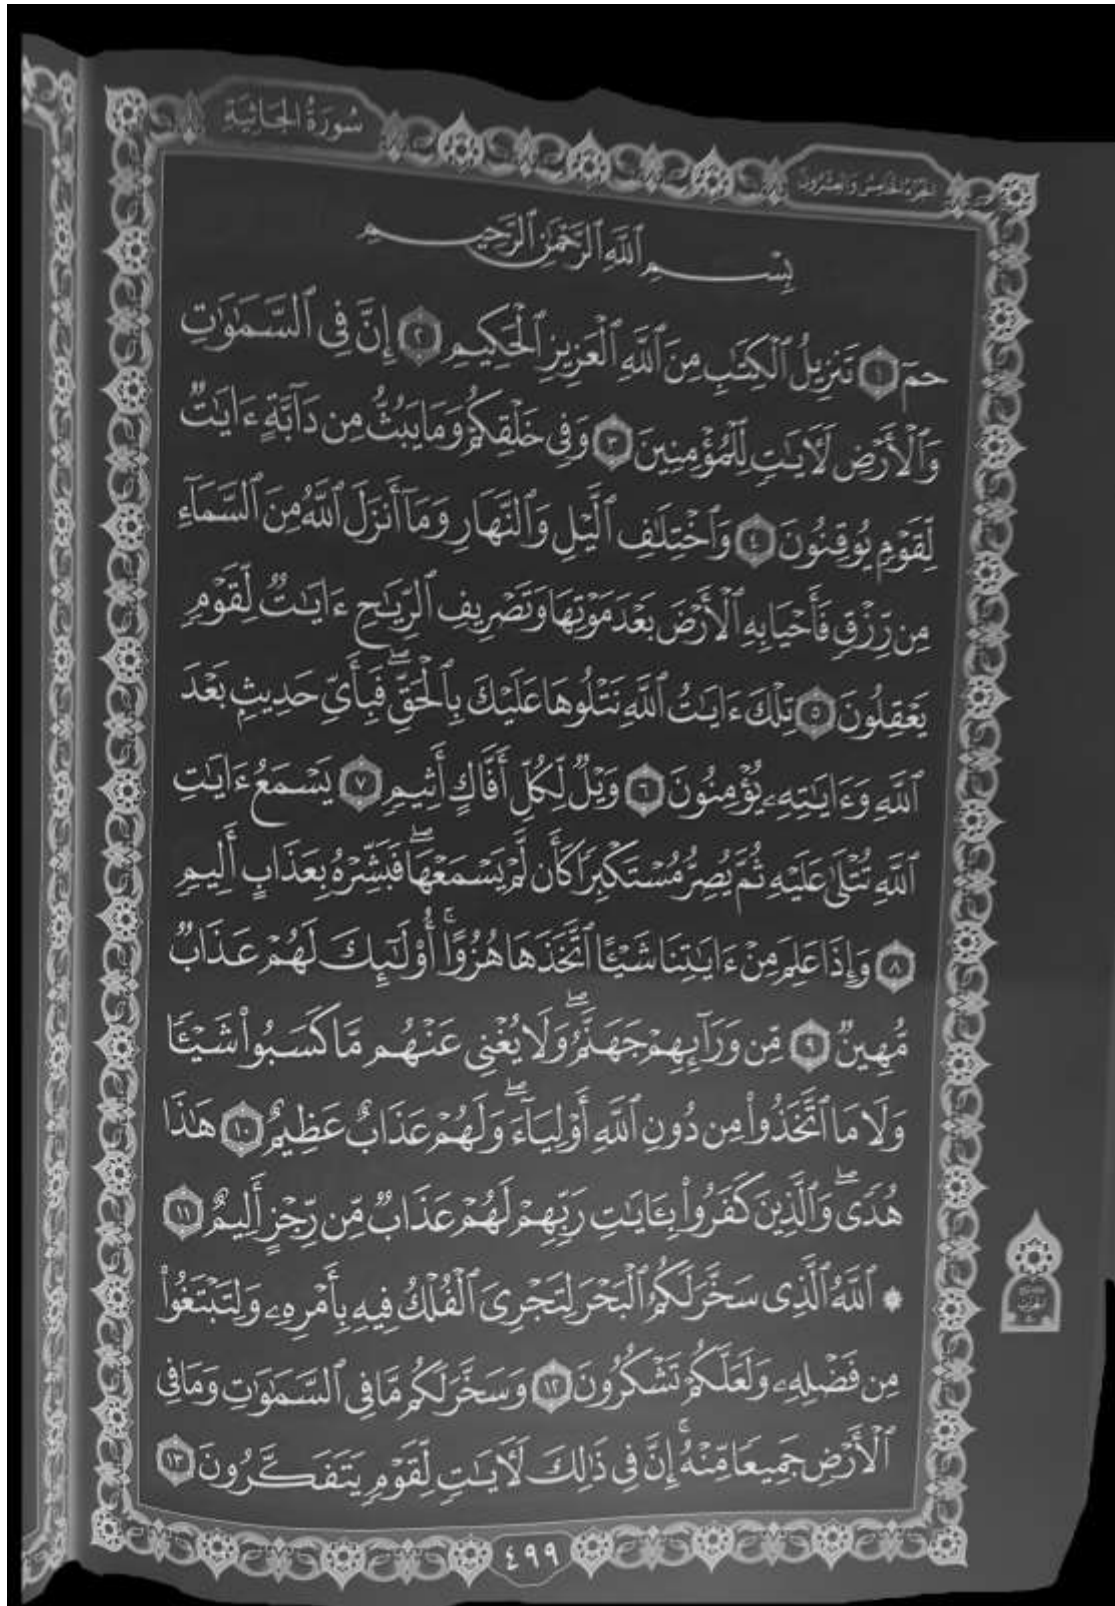 سُورَةُ الجَاثِيَةِ
الجُزْءُ الخَامِسُ وَالعِشْرُونَ
بِسْمِ ٱللَّهِ ٱلرَّحْمَٰنِ ٱلرَّحِيمِ
حمٓ ١ تَنزِيلُ ٱلْكِتَٰبِ مِنَ ٱللَّهِ ٱلْعَزِيزِ ٱلْحَكِيمِ ٢ إِنَّ فِى ٱلسَّمَٰوَٰتِ
وَٱلْأَرْضِ لَءَايَٰتٍ لِّلْمُؤْمِنِينَ ٣ وَفِى خَلْقِكُمْ وَمَا يَبُثُّ مِن دَآبَّةٍ ءَايَٰتٌ
لِّقَوْمٍ يُوقِنُونَ ٤ وَٱخْتِلَٰفِ ٱلَّيْلِ وَٱلنَّهَارِ وَمَآ أَنزَلَ ٱللَّهُ مِنَ ٱلسَّمَآءِ
مِن رِّزْقٍ فَأَحْيَا بِهِ ٱلْأَرْضَ بَعْدَ مَوْتِهَا وَتَصْرِيفِ ٱلرِّيَٰحِ ءَايَٰتٌ لِّقَوْمٍ
يَعْقِلُونَ ٥ تِلْكَ ءَايَٰتُ ٱللَّهِ نَتْلُوهَا عَلَيْكَ بِٱلْحَقِّ ۖ فَبِأَىِّ حَدِيثٍۭ بَعْدَ
ٱللَّهِ وَءَايَٰتِهِۦ يُؤْمِنُونَ ٦ وَيْلٌ لِّكُلِّ أَفَّاكٍ أَثِيمٍ ٧ يَسْمَعُ ءَايَٰتِ
ٱللَّهِ تُتْلَىٰ عَلَيْهِ ثُمَّ يُصِرُّ مُسْتَكْبِرًا كَأَن لَّمْ يَسْمَعْهَا ۖ فَبَشِّرْهُ بِعَذَابٍ أَلِيمٍ
٨ وَإِذَا عَلِمَ مِنْ ءَايَٰتِنَا شَيْـًٔا ٱتَّخَذَهَا هُزُوًا ۚ أُو۟لَٰٓئِكَ لَهُمْ عَذَابٌ
مُّهِينٌ ٩ مِّن وَرَآئِهِمْ جَهَنَّمُ ۖ وَلَا يُغْنِى عَنْهُم مَّا كَسَبُوا۟ شَيْـًٔا
وَلَا مَا ٱتَّخَذُوا۟ مِن دُونِ ٱللَّهِ أَوْلِيَآءَ ۖ وَلَهُمْ عَذَابٌ عَظِيمٌ ١٠ هَٰذَا
هُدًى ۖ وَٱلَّذِينَ كَفَرُوا۟ بِـَٔايَٰتِ رَبِّهِمْ لَهُمْ عَذَابٌ مِّن رِّجْزٍ أَلِيمٌ ١١
۞ ٱللَّهُ ٱلَّذِى سَخَّرَ لَكُمُ ٱلْبَحْرَ لِتَجْرِىَ ٱلْفُلْكُ فِيهِ بِأَمْرِهِۦ وَلِتَبْتَغُوا۟
مِن فَضْلِهِۦ وَلَعَلَّكُمْ تَشْكُرُونَ ١٢ وَسَخَّرَ لَكُم مَّا فِى ٱلسَّمَٰوَٰتِ وَمَا فِى
ٱلْأَرْضِ جَمِيعًا مِّنْهُ ۚ إِنَّ فِى ذَٰلِكَ لَءَايَٰتٍ لِّقَوْمٍ يَتَفَكَّرُونَ ١٣
٤٩٩